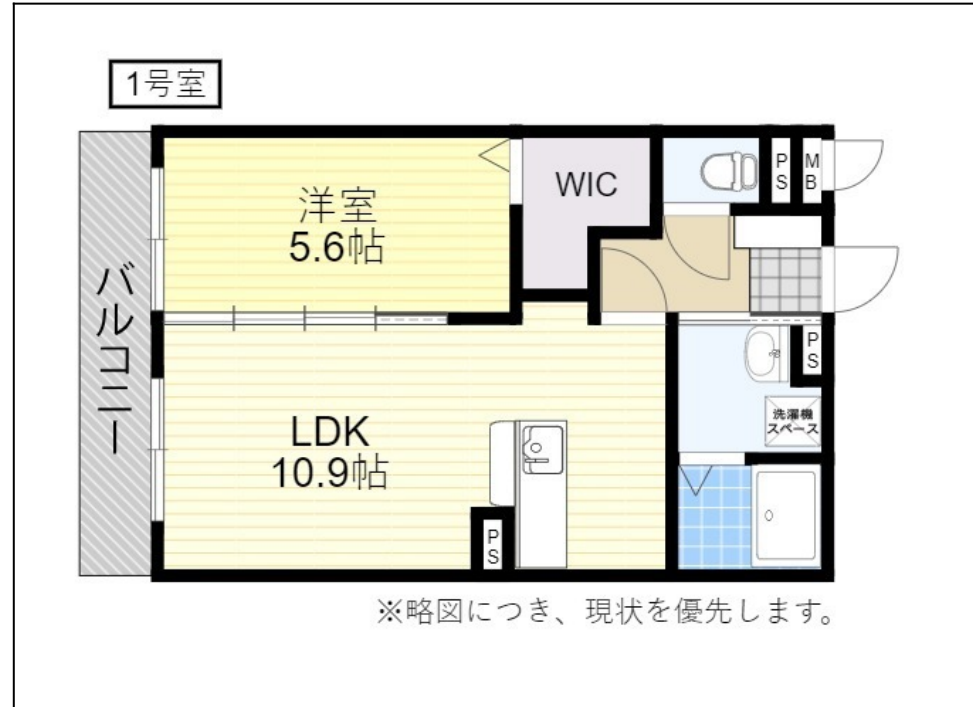 1号室
洋室
5.6帖
WIC
PS
MB
バルコニー
LDK
10.9帖
PS
洗濯機
スペース
PS
※略図につき、現状を優先します。